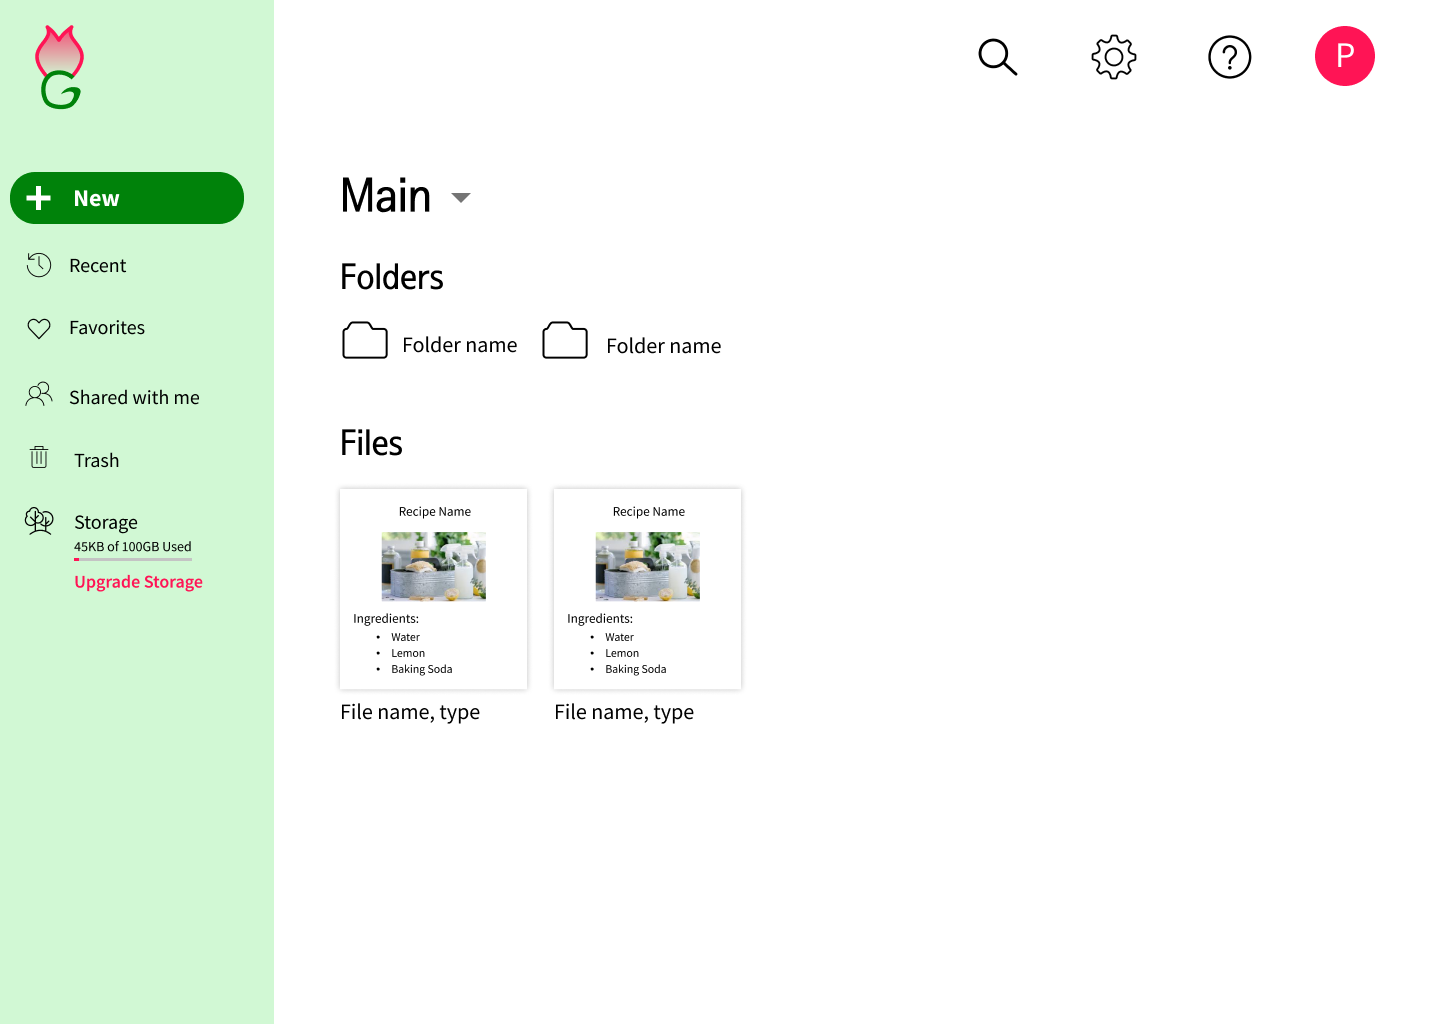 G
P
New
Recent
Favorites
Shared with me
Trash
Storage
45KB of 100GB Used
Upgrade Storage
Main
Folders
Folder name
Folder name
Files
Recipe Name
Ingredients:
• Water
• Lemon
• Baking Soda
File name, type
Recipe Name
Ingredients:
• Water
• Lemon
• Baking Soda
File name, type